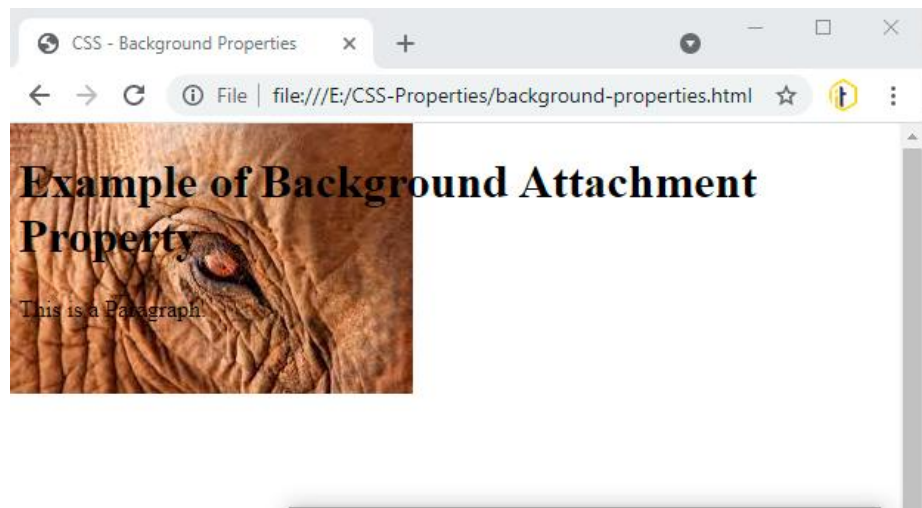 CSS - Background Properties
File | file:///E:/CSS-Properties/background-properties.html
Example of Background Attachment
Property
This is a Paragraph.